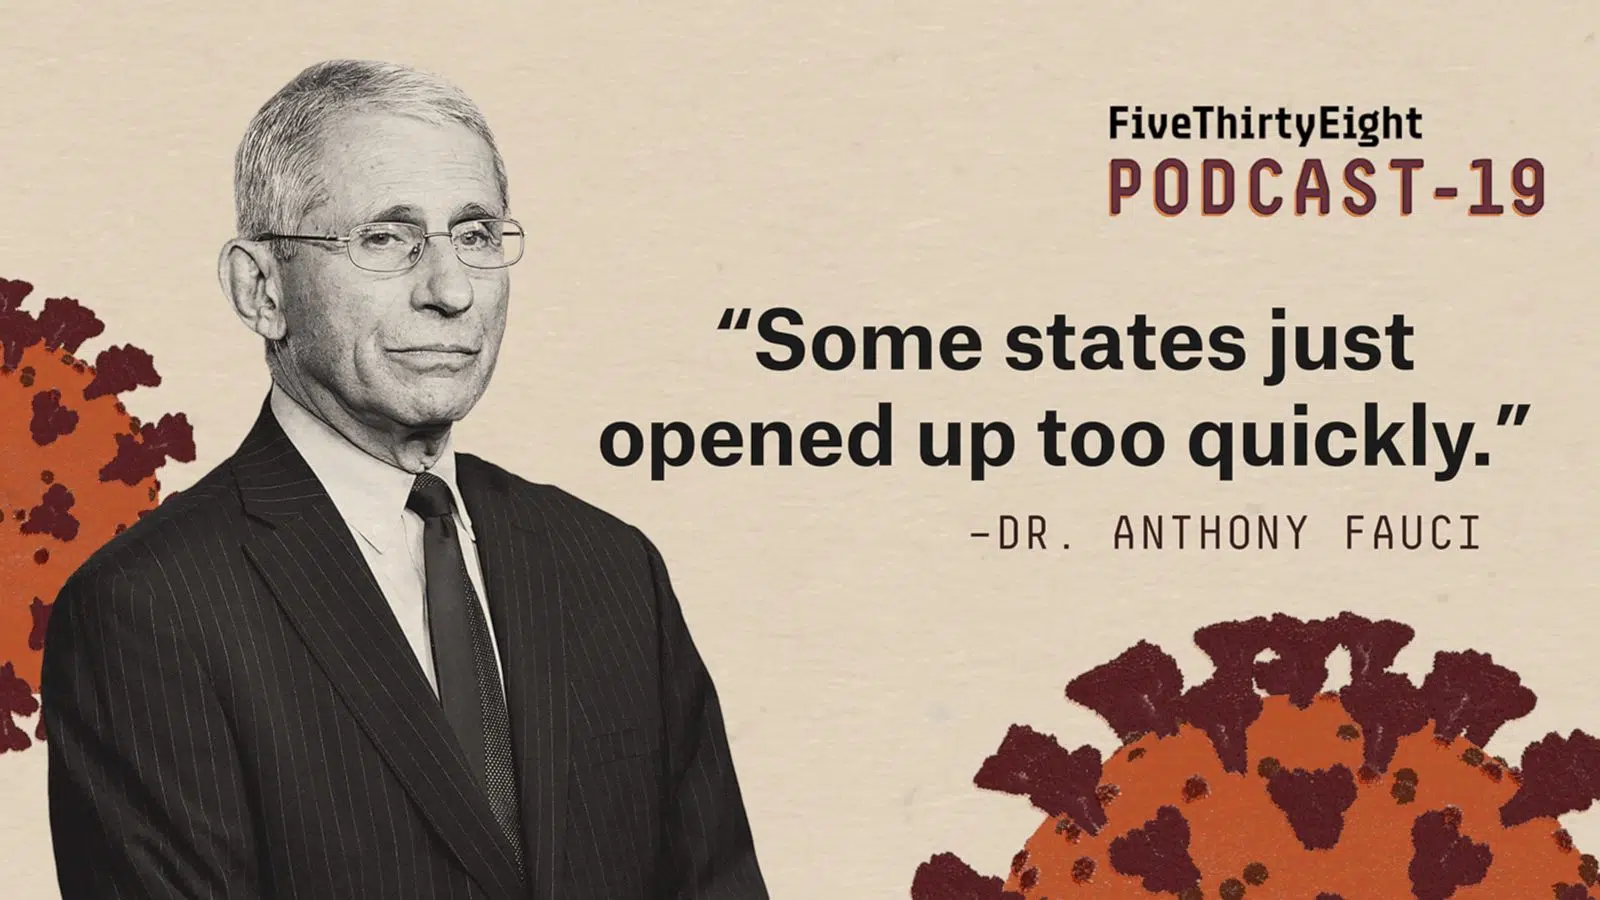 FiveThirtyEight
PODCAST-19
“Some states just
opened up too quickly.”
–DR. ANTHONY FAUCI